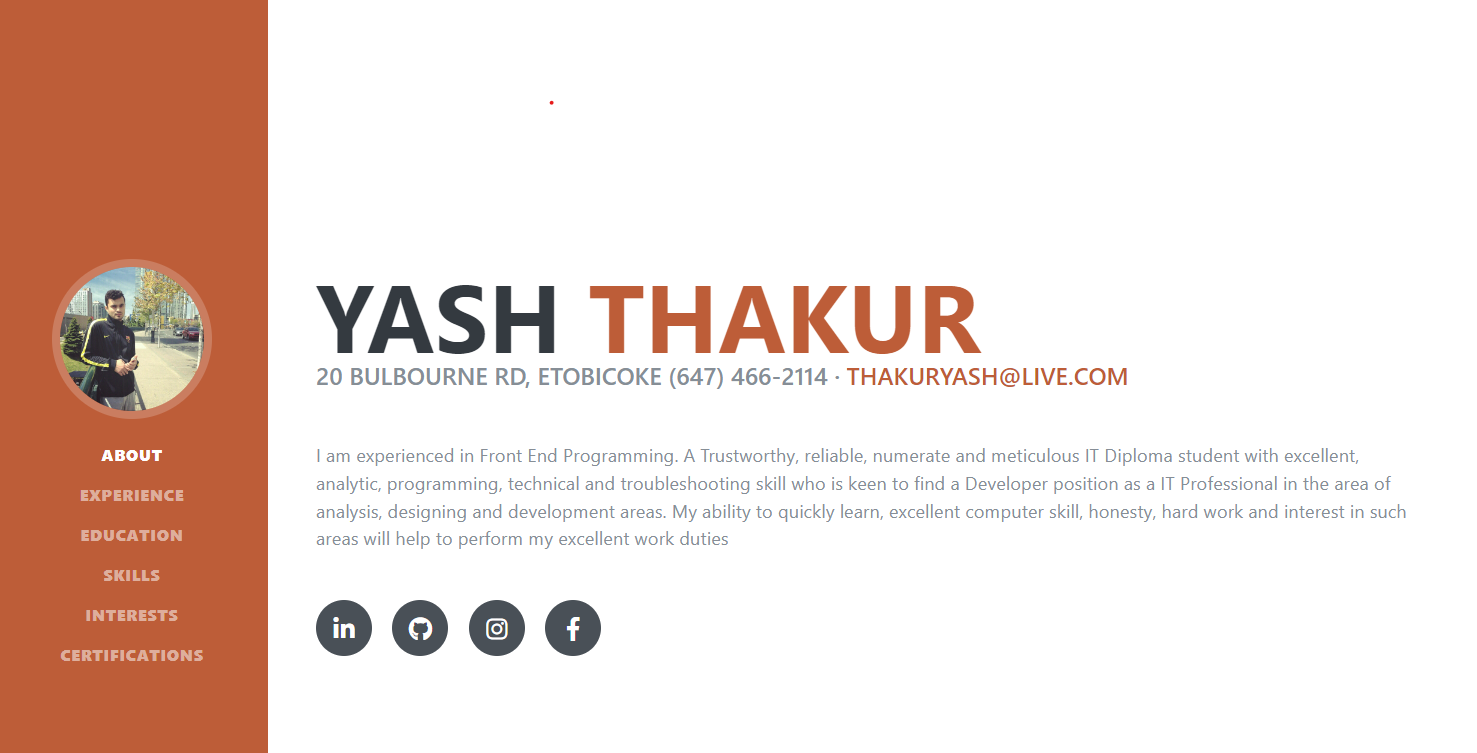 ABOUT
EXPERIENCE
EDUCATION
SKILLS
INTERESTS
CERTIFICATIONS
YASH THAKUR
20 BULBOURNE RD, ETOBICOKE (647) 466-2114 · THAKURYASH@LIVE.COM
I am experienced in Front End Programming. A Trustworthy, reliable, numerate and meticulous IT Diploma student with excellent,
analytic, programming, technical and troubleshooting skill who is keen to find a Developer position as a IT Professional in the area of
analysis, designing and development areas. My ability to quickly learn, excellent computer skill, honesty, hard work and interest in such
areas will help to perform my excellent work duties
in
f